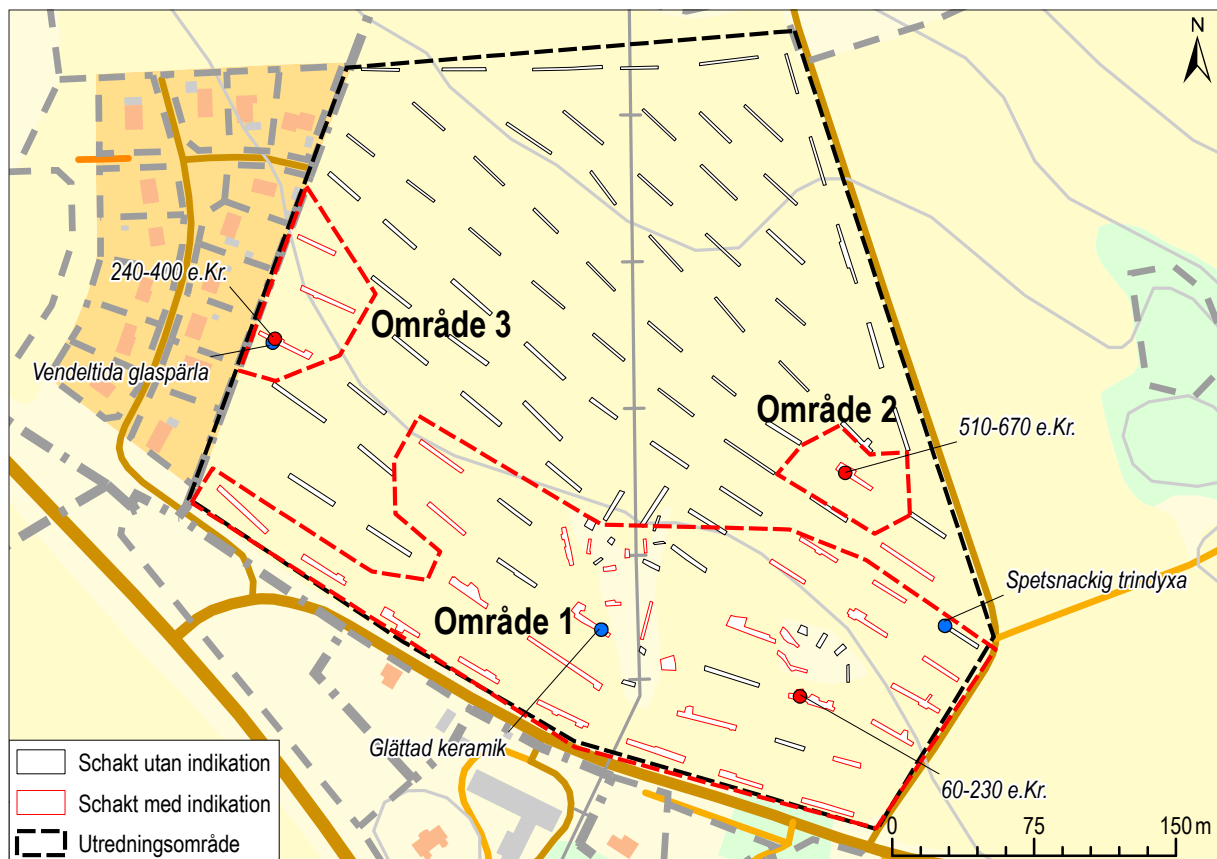 N
240-400 e.Kr.
Område 3
Vendeltida glaspärla
Område 2
510-670 e.Kr.
Spetsnackig trindyxa
Område 1
Glättad keramik
60-230 e.Kr.
Schakt utan indikation
Schakt med indikation
Utredningsområde
0 75 150 m